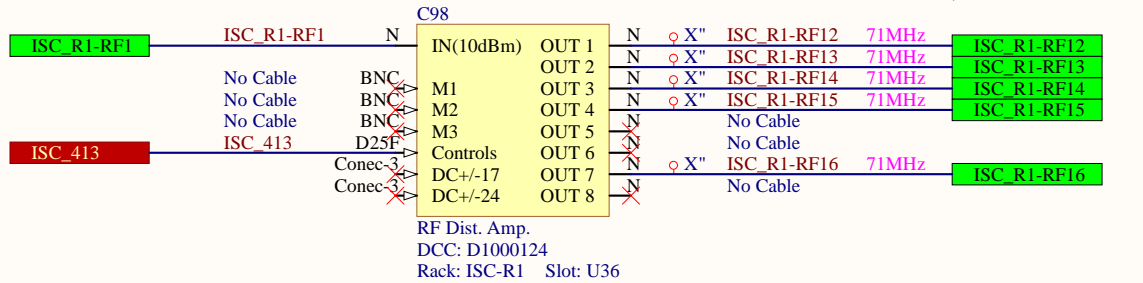 C98
ISC_R1-RF1 ISC_R1-RF1 N IN(10dBm) OUT 1 N X" ISC_R1-RF12 71MHz ISC_R1-RF12
OUT 2 N X" ISC_R1-RF13 71MHz ISC_R1-RF13
No Cable BNC M1 OUT 3 N X" ISC_R1-RF14 71MHz ISC_R1-RF14
No Cable BNC M2 OUT 4 N X" ISC_R1-RF15 71MHz ISC_R1-RF15
No Cable BNC M3 OUT 5 N No Cable
ISC_413 ISC_413 D25F Controls OUT 6 N No Cable
Conec-3 DC+/-17 OUT 7 N X" ISC_R1-RF16 71MHz ISC_R1-RF16
Conec-3 DC+/-24 OUT 8 N No Cable
RF Dist. Amp.
DCC: D1000124
Rack: ISC-R1 Slot: U36